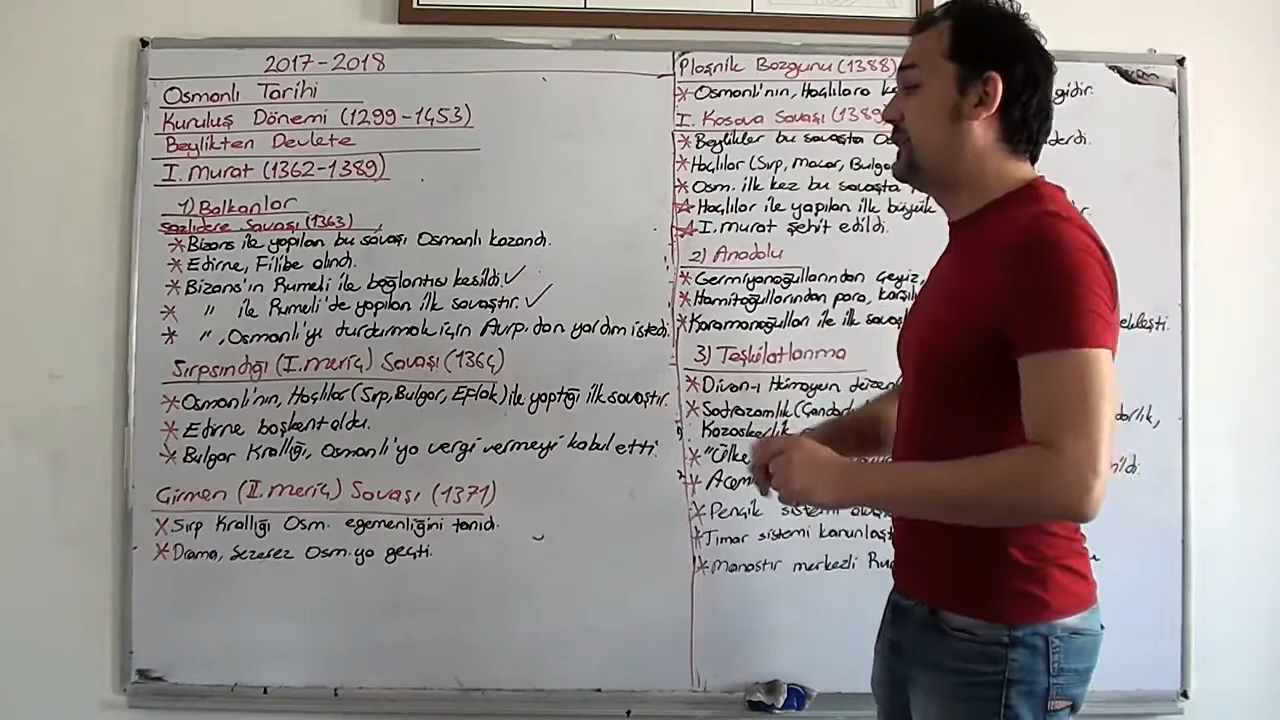 2017-2018
Osmanlı Tarihi
Kuruluş Dönemi (1299-1453)
Beylikten Devlete
I. Murat (1362-1389)
1) Balkanlar
Sazlıdere Savaşı (1363)
* Bizans ile yapılan bu savaşı Osmanlı kazandı.
* Edirne, Filibe alındı.
* Bizans'ın Rumeli ile bağlantısı kesildi. ✓
* " ile Rumeli'de yapılan ilk savaştır. ✓
* ", Osmanlı'yı durdurmak için Avrp.dan yardım istedi.
Sırpsındığı (I. meriç) Savaşı (1364)
* Osmanlı'nın, Haçlılar (Sırp, Bulgar, Eflak) ile yaptığı ilk savaştır.
* Edirne başkent oldu.
* Bulgar Krallığı, Osmanlı'ya vergi vermeyi kabul etti.
Çirmen (II. meriç) Savaşı (1371)
* Sırp Krallığı Osm. egemenliğini tanıdı.
* Drama, Serez Osm.ya geçti.
Ploşnik Bozgunu (1388)
* Osmanlı'nın, Haçlılara
I. Kosova Savaşı (1389
* Beylikler bu savaşta
* Haçlılar (Sırp, macar, Bulga
* Osm. ilk kez bu savaşta
* Haçlılar ile yapılan ilk büyük
* I. murat şehit edildi.
2) Anadolu
* Germiyanoğullarından çeyiz,
* Hamitoğullarından para, karşılı
* Karamanoğulları ile ilk savaş
3) Teşkilatlanma
* Divan-ı Hümayun düzen
* Sadrazamlık (Çandarlı
Kazaskerlik
* "Ülke
* Acem
* Pençik sistemi
* Tımar sistemi kanunlaşt
* Manastır merkezli Rum